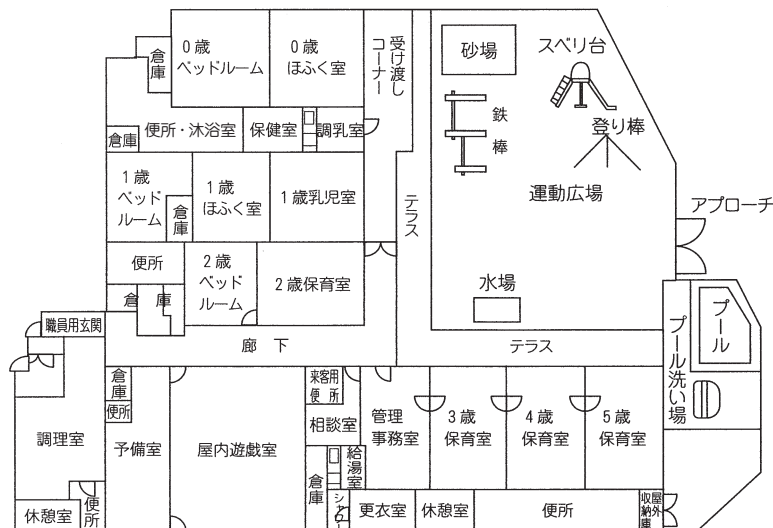 倉庫
0歳
ベッドルーム
0歳
ほふく室
受け渡し
コーナー
砂場
スベリ台
鉄棒
登り棒
運動広場
アプローチ
倉庫
便所・沐浴室
保健室
調乳室
1歳
ベッド
ルーム
倉庫
1歳
ほふく室
1歳乳児室
テラス
便所
2歳
ベッド
ルーム
2歳保育室
水場
プール
倉庫
職員用玄関
廊下
テラス
プール洗い場
倉庫
便所
来客用
便所
調理室
予備室
屋内遊戯室
相談室
管理
事務室
3歳
保育室
4歳
保育室
5歳
保育室
給湯室
倉庫
休憩室
便所
シャワー
更衣室
休憩室
便所
屋外
収納庫